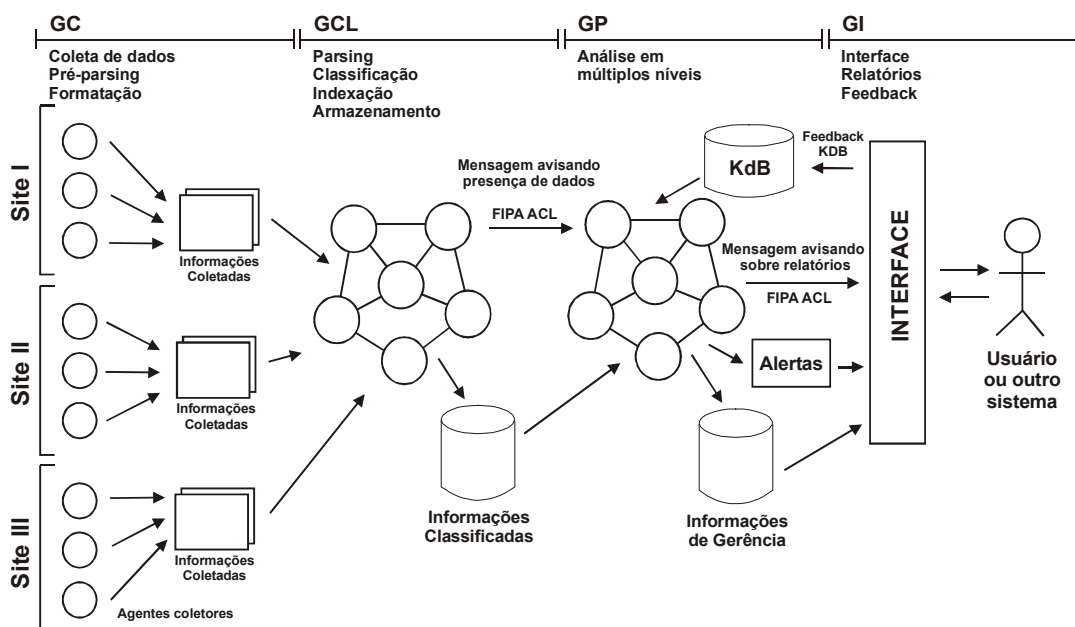 GC
Coleta de dados
Pré-parsing
Formatação
GCL
Parsing
Classificação
Indexação
Armazenamento
GP
Análise em
múltiplos níveis
GI
Interface
Relatórios
Feedback
Site I
Informações
Coletadas
Site II
Informações
Coletadas
Site III
Informações
Coletadas
Agentes coletores
Mensagem avisando
presença de dados
FIPA ACL
Informações
Classificadas
KdB
Feedback
KDB
Mensagem avisando
sobre relatórios
FIPA ACL
Alertas
Informações
de Gerência
INTERFACE
Usuário
ou outro
sistema